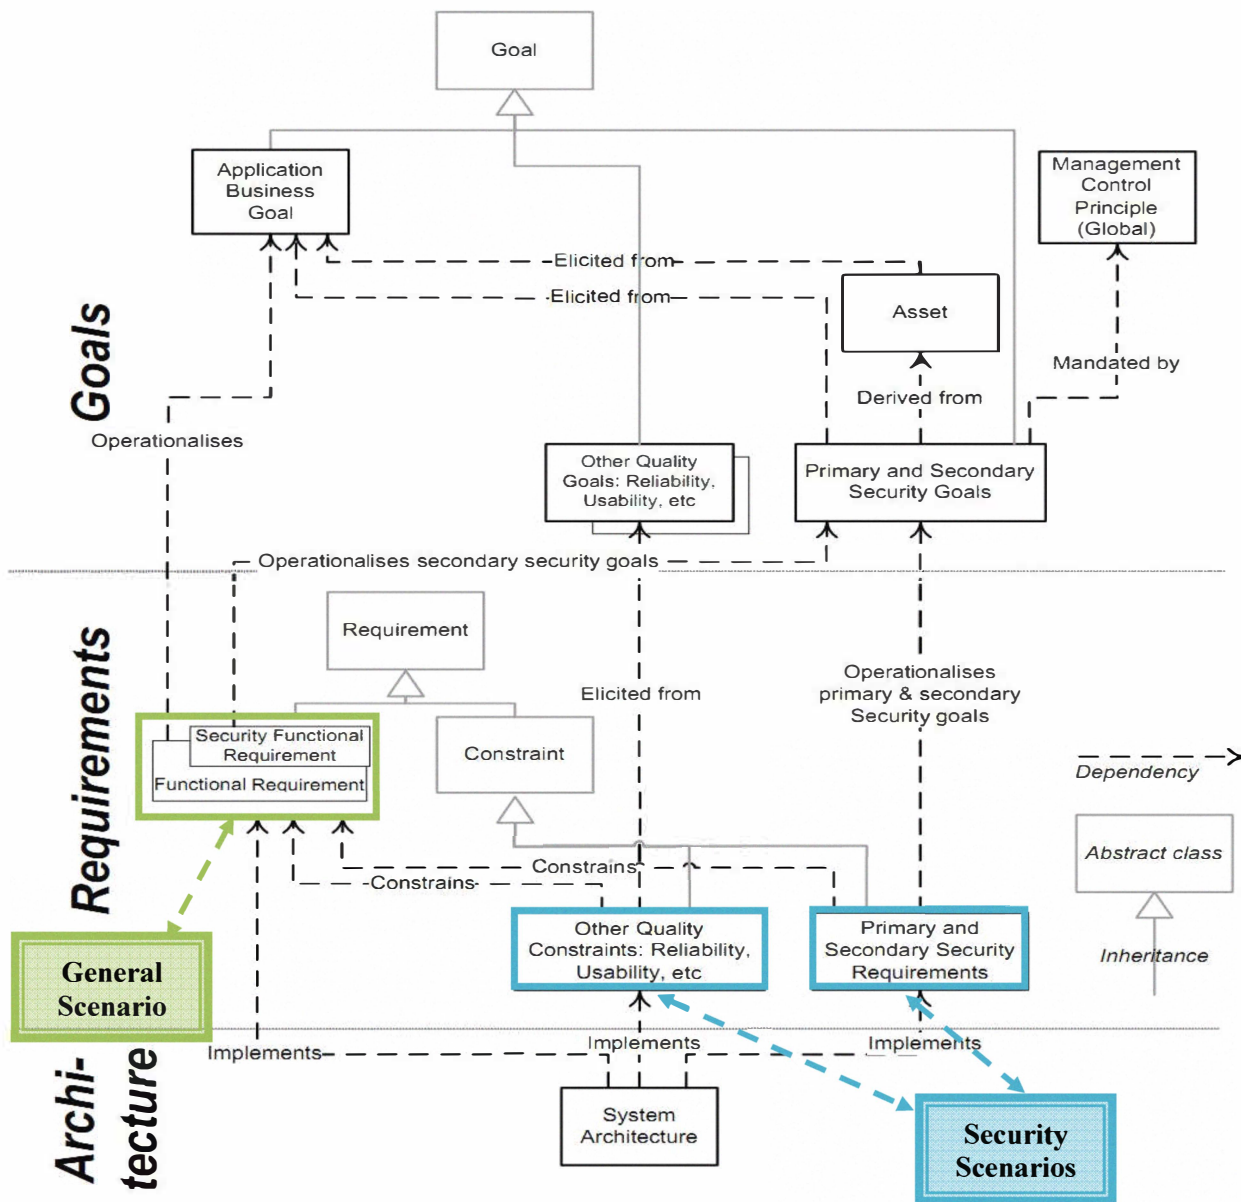 Goal
Application
Business
Goal
Management
Control
Principle
(Global)
Elicited from
Elicited from
Asset
Goals
Mandated by
Derived from
Operationalises
Other Quality
Goals: Reliability,
Usability, etc
Primary and Secondary
Security Goals
Operationalises secondary security goals
Requirement
Requirements
Operationalises
primary & secondary
Security goals
Elicited from
Security Functional
Requirement
Functional Requirement
Constraint
Dependency
Abstract class
Inheritance
Constrains
Constrains
Other Quality
Constraints: Reliability,
Usability, etc
Primary and
Secondary Security
Requirements
General
Scenario
Implements
Implements
Implements
Archi-
tecture
System
Architecture
Security
Scenarios